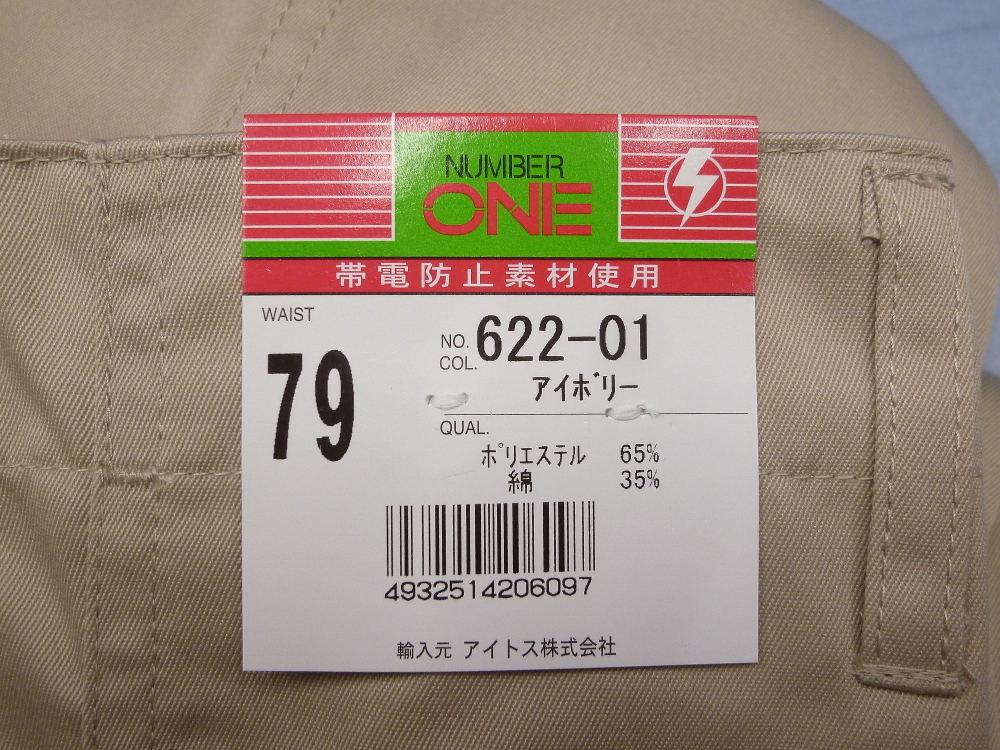 NUMBER
ONE
帯電防止素材使用
WAIST
79
NO. 622-01
COL.
アイボリー
QUAL.
ポリエステル 65%
綿 35%
4932514206097
輸入元 アイトス株式会社